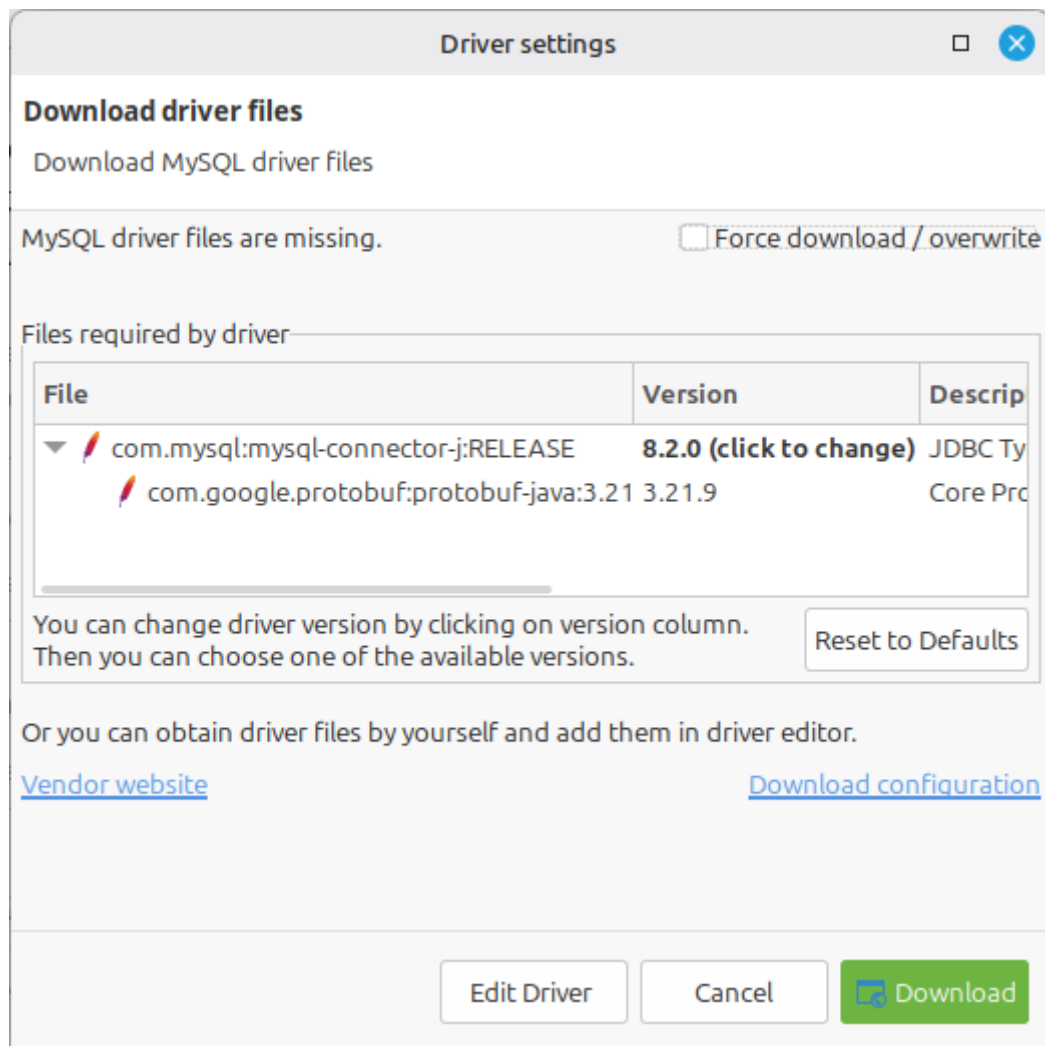 Driver settings
Download driver files
Download MySQL driver files
MySQL driver files are missing.
Force download / overwrite
Files required by driver
File Version Descrip
com.mysql:mysql-connector-j:RELEASE 8.2.0 (click to change) JDBC Ty
com.google.protobuf:protobuf-java:3.21 3.21.9 Core Pro
You can change driver version by clicking on version column.
Then you can choose one of the available versions.
Reset to Defaults
Or you can obtain driver files by yourself and add them in driver editor.
Vendor website Download configuration
Edit Driver Cancel Download